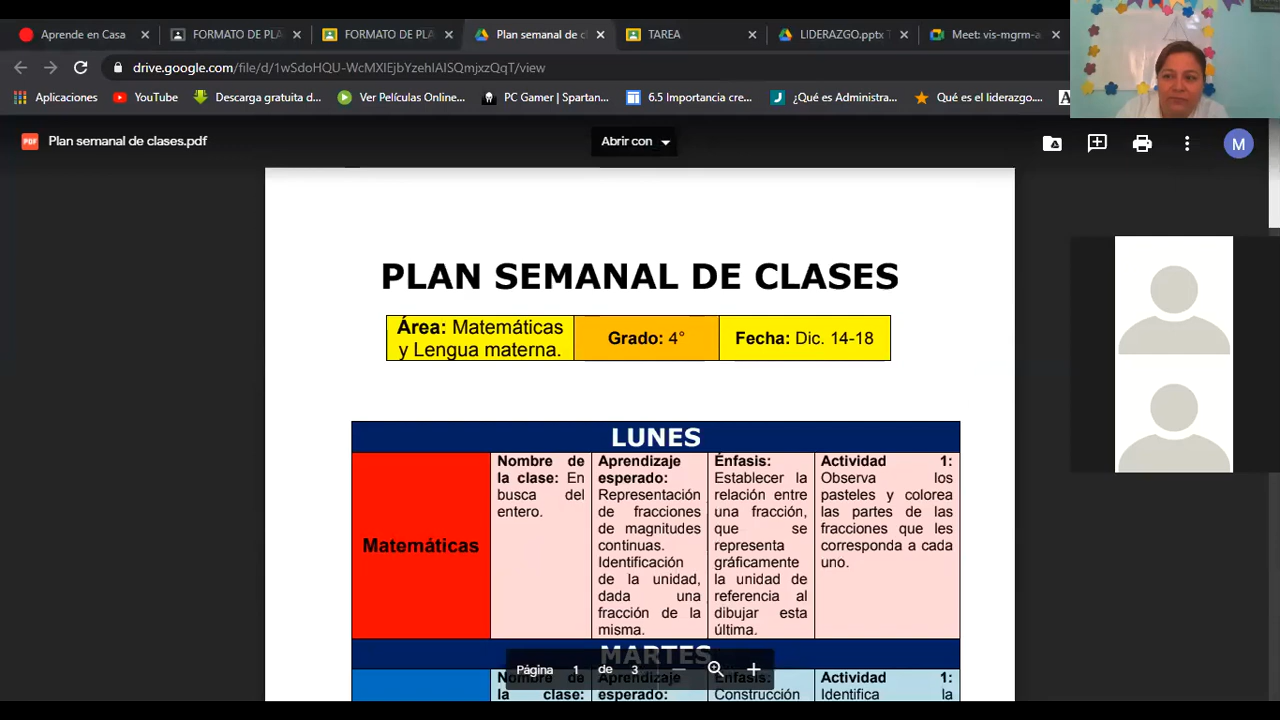 Aprende en Casa
FORMATO DE PLA
FORMATO DE PLA
Plan semanal de c
TAREA
LIDERAZGO.pptx T
Meet: vis-mgrm-a
drive.google.com/file/d/1wSdoHQU-WcMXlEjbYzehlAlSQmjxzQqT/view
Aplicaciones
YouTube
Descarga gratuita d...
Ver Películas Online...
PC Gamer | Spartan...
6.5 Importancia cre...
¿Qué es Administra...
Qué es el liderazgo....
A
PDF
Plan semanal de clases.pdf
Abrir con
M
PLAN SEMANAL DE CLASES
Área: Matemáticas
y Lengua materna.
Grado: 4°
Fecha: Dic. 14-18
LUNES
Matemáticas
Nombre de
la clase: En
busca del
entero.
Aprendizaje
esperado:
Representación
de fracciones
de magnitudes
continuas.
Identificación
de la unidad,
dada una
fracción de la
misma.
Énfasis:
Establecer la
relación entre
una fracción,
que se
representa
gráficamente
la unidad de
referencia al
dibujar esta
última.
Actividad 1:
Observa los
pasteles y colorea
las partes de las
fracciones que les
corresponda a cada
uno.
MARTES
Página 1 de 3
Nombre de
la clase:
Aprendizaje
esperado:
Énfasis:
Construcción
Actividad 1:
Identifica la